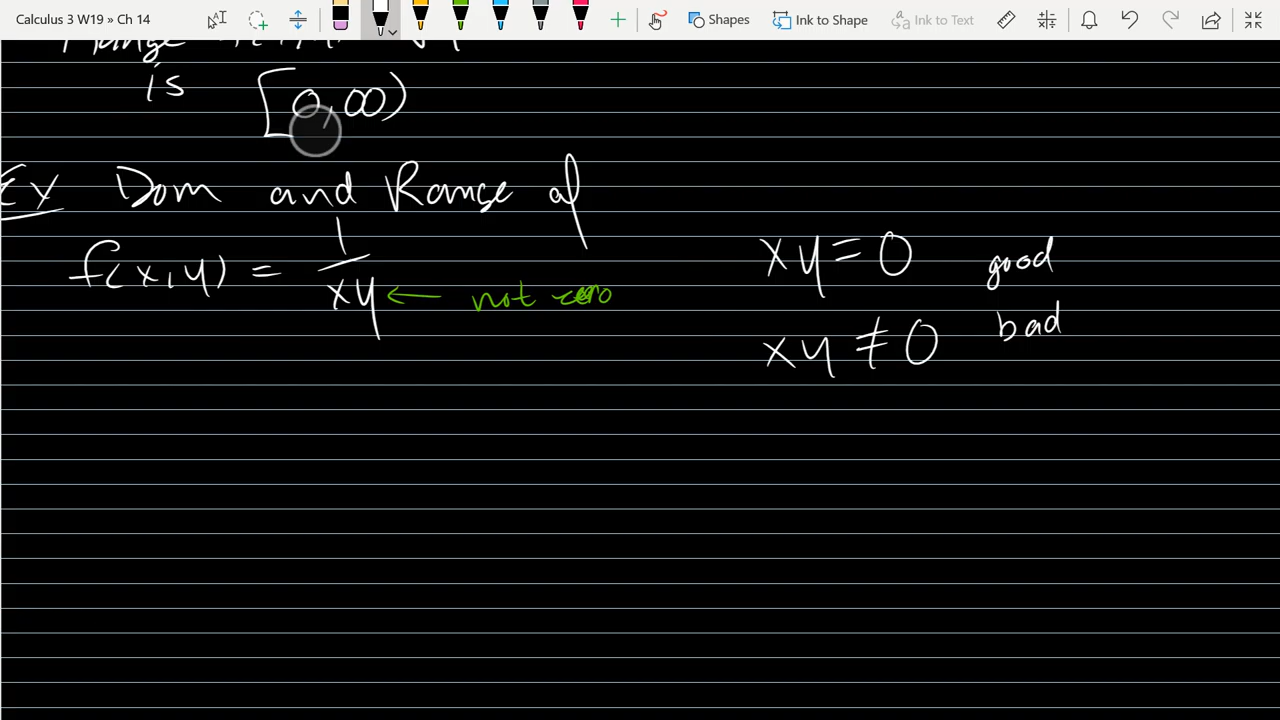 Calculus 3 W19 » Ch 14
Shapes
Ink to Shape
Ink to Text
is [0,∞)
Ex Dom and Range of
f(x,y) = 1/xy ← not zero
xy = 0 good
xy ≠ 0 bad